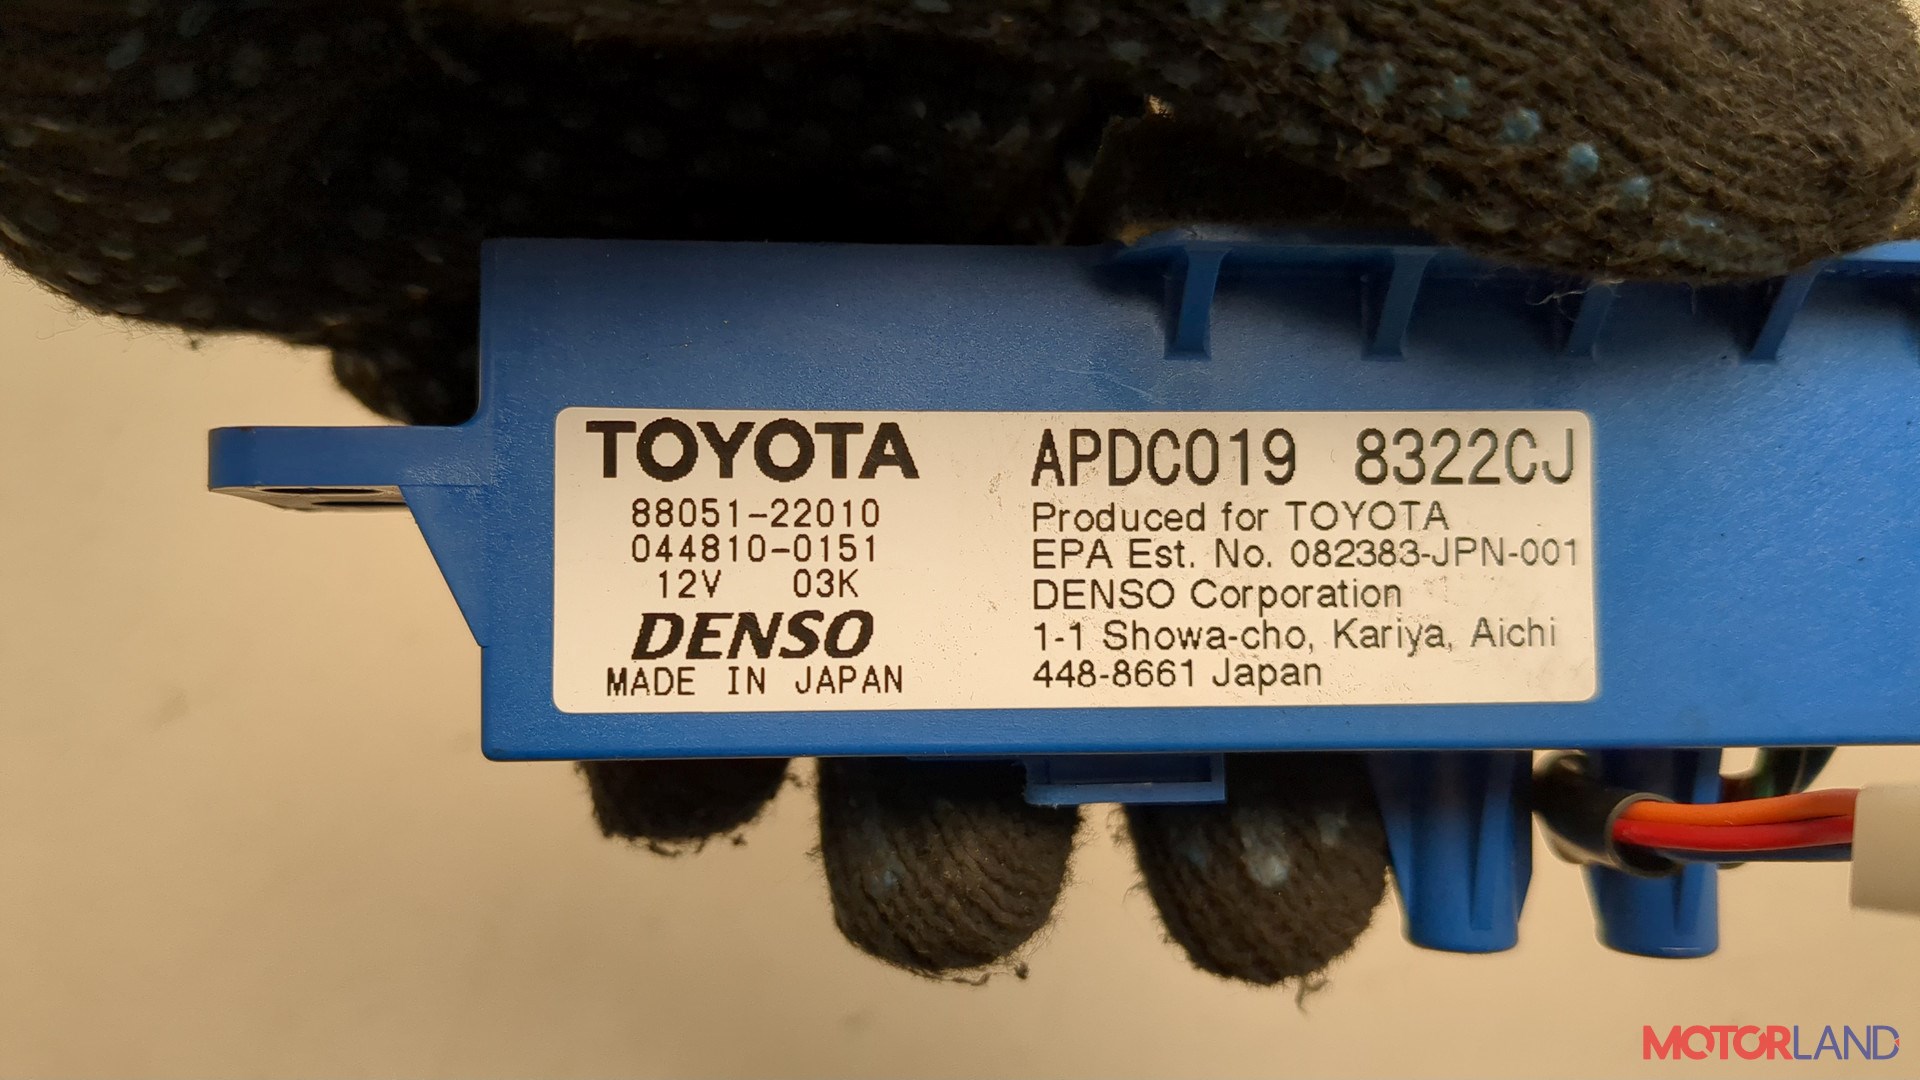 TOYOTA
88051-22010
044810-0151
12V 03K
DENSO
MADE IN JAPAN
APDC019 8322CJ
Produced for TOYOTA
EPA Est. No. 082383-JPN-001
DENSO Corporation
1-1 Showa-cho, Kariya, Aichi
448-8661 Japan
MOTORLAND